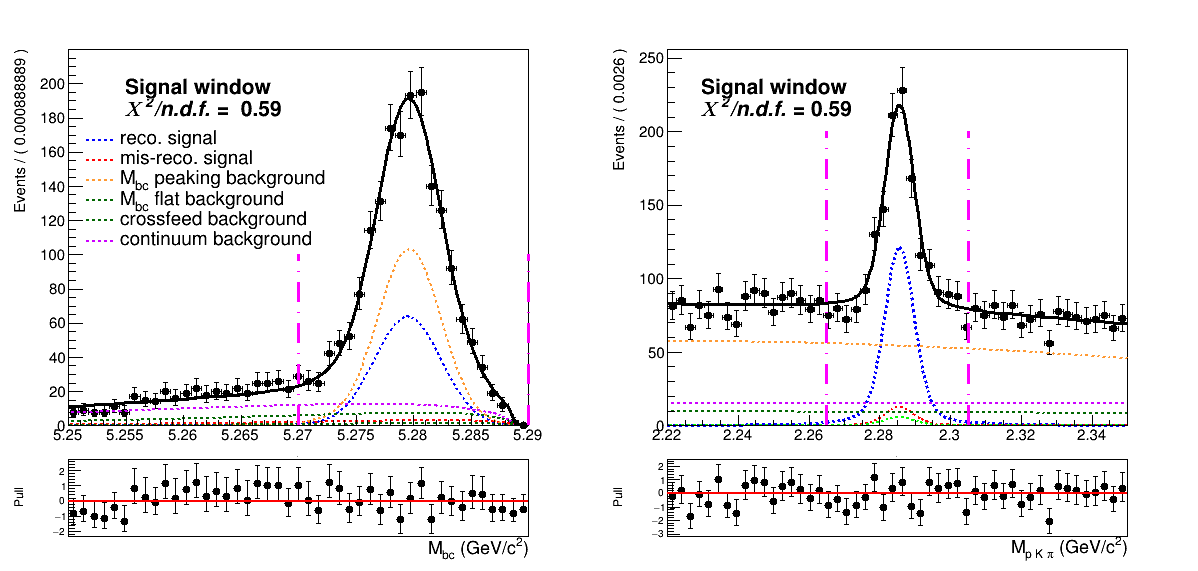 Events / ( 0.000888889 )
200
180
160
140
120
100
80
60
40
20
0
Signal window
Χ²/n.d.f. = 0.59
reco. signal
mis-reco. signal
Mbc peaking background
Mbc flat background
crossfeed background
continuum background
5.25 5.255 5.26 5.265 5.27 5.275 5.28 5.285 5.29
Pull
2
1
0
−1
−2
Mbc (GeV/c²)
Events / ( 0.0026 )
250
200
150
100
50
0
Signal window
Χ²/n.d.f. = 0.59
2.22 2.24 2.26 2.28 2.3 2.32 2.34
Pull
2
1
0
−1
−2
−3
Mp K π (GeV/c²)